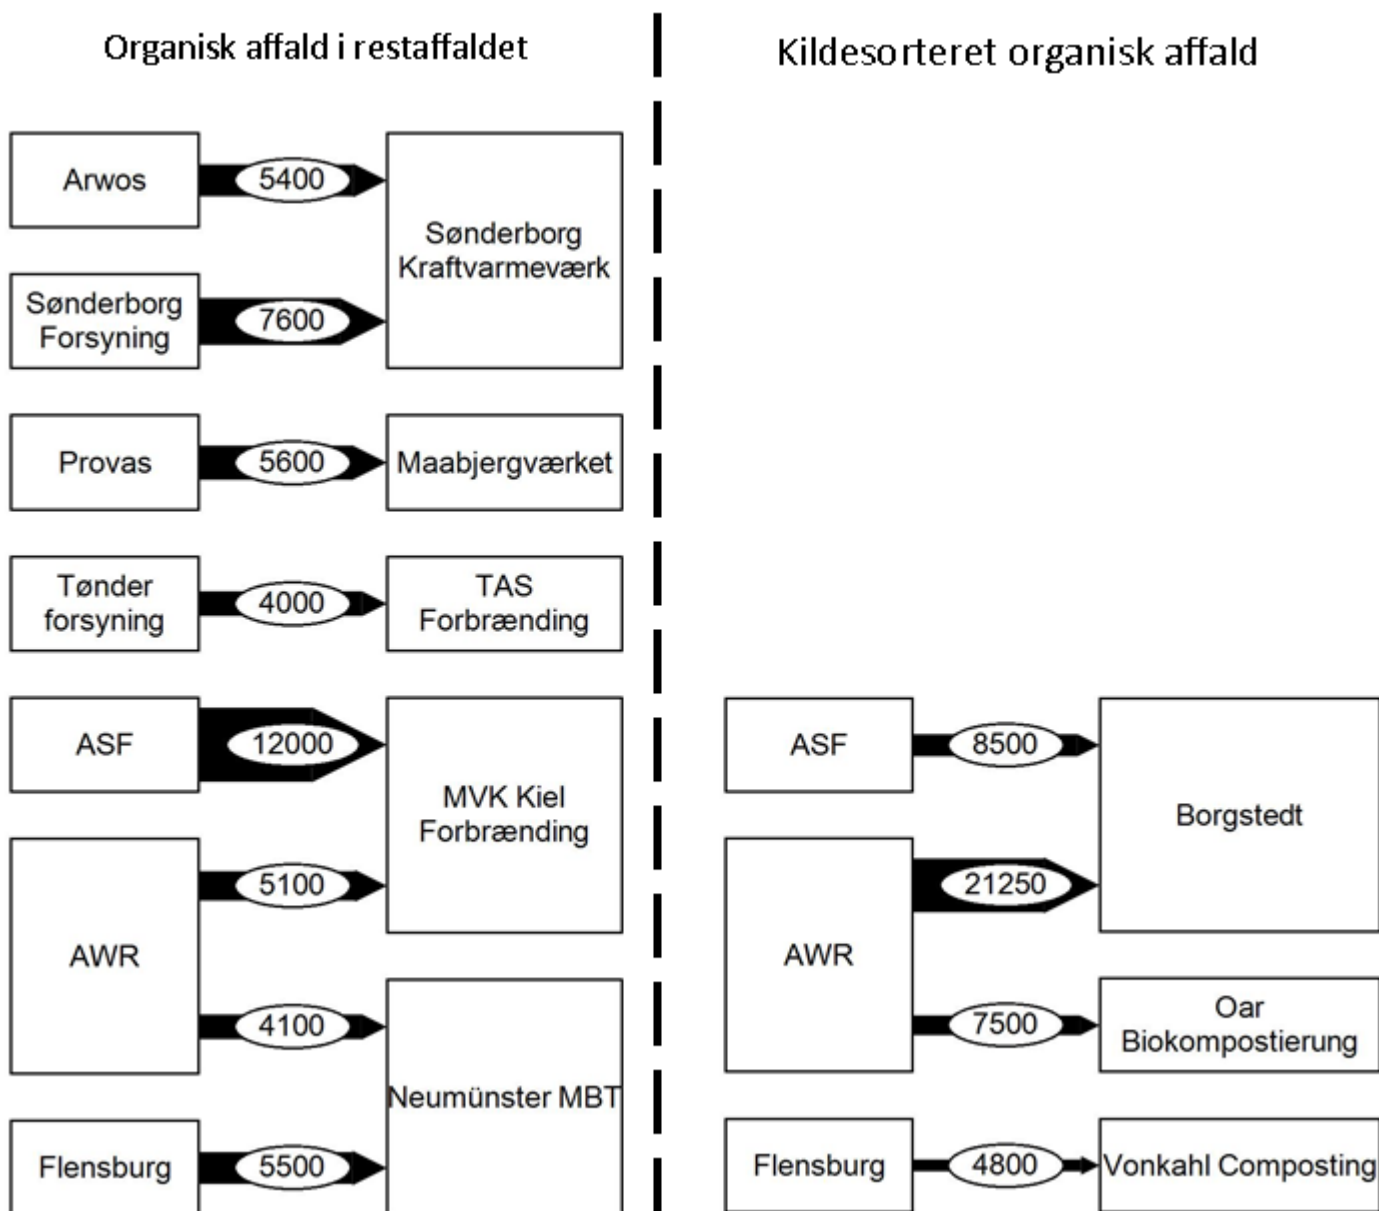 Organisk affald i restaffaldet
Arwos
5400
Sønderborg
Kraftvarmeværk
Sønderborg
Forsyning
7600
Provas
5600
Maabjergværket
Tønder
forsyning
4000
TAS
Forbrænding
ASF
12000
MVK Kiel
Forbrænding
AWR
5100
4100
Neumünster MBT
Flensburg
5500
Kildesorteret organisk affald
ASF
8500
Borgstedt
AWR
21250
7500
Oar
Biokompostierung
Flensburg
4800
Vonkahl Composting